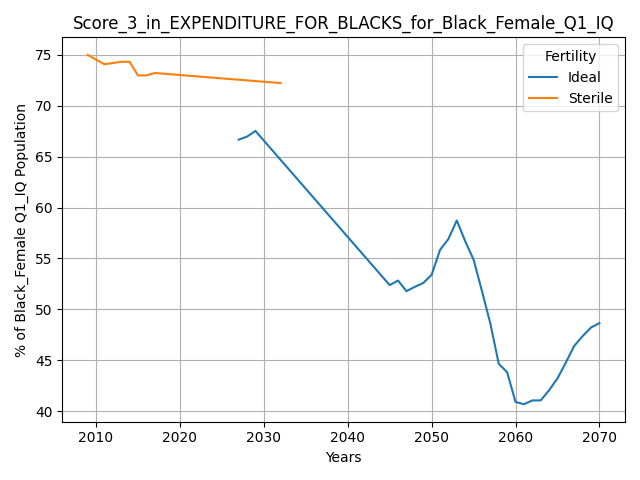 Score_3_in_EXPENDITURE_FOR_BLACKS_for_Black_Female_Q1_IQ
% of Black_Female Q1_IQ Population
75
70
65
60
55
50
45
40
Fertility
Ideal
Sterile
2010 2020 2030 2040 2050 2060 2070
Years